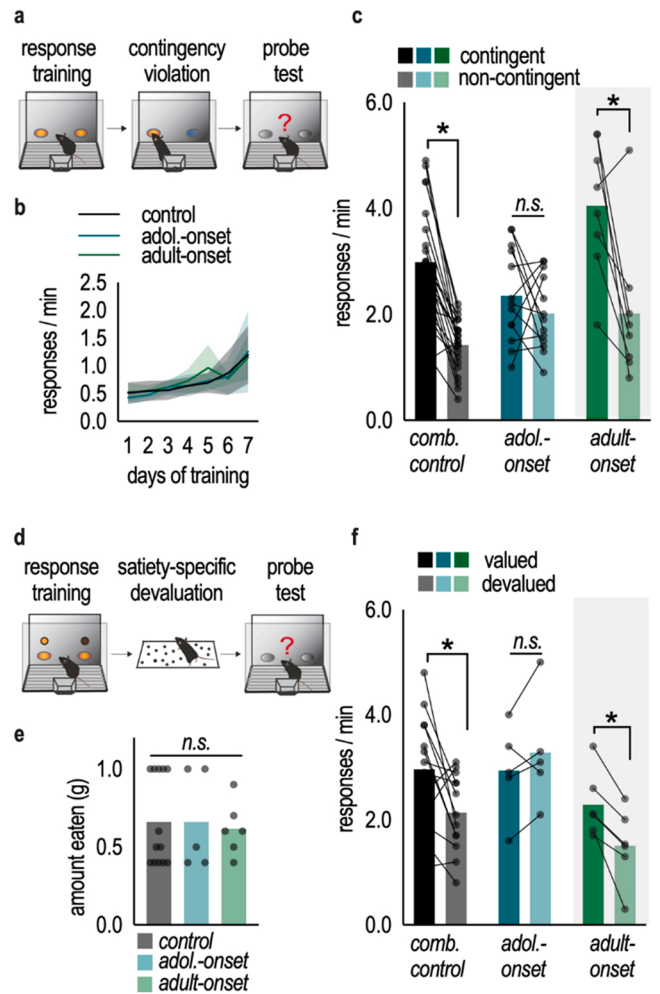 a
response
training
contingency
violation
probe
test
?
b
control
adol.-onset
adult-onset
responses / min
2.5
2.0
1.5
1.0
0.5
0.0
1 2 3 4 5 6 7
days of training
c
contingent
non-contingent
responses / min
6.0
4.0
2.0
0.0
*
n.s.
*
comb.
control
adol.-
onset
adult-
onset
d
response
training
satiety-specific
devaluation
probe
test
?
e
n.s.
amount eaten (g)
1.0
0.5
0.0
control
adol.-onset
adult-onset
f
valued
devalued
responses / min
6.0
4.0
2.0
0.0
*
n.s.
*
comb.
control
adol.-
onset
adult-
onset